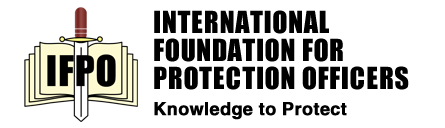 IFPO
INTERNATIONAL
FOUNDATION FOR
PROTECTION OFFICERS
Knowledge to Protect